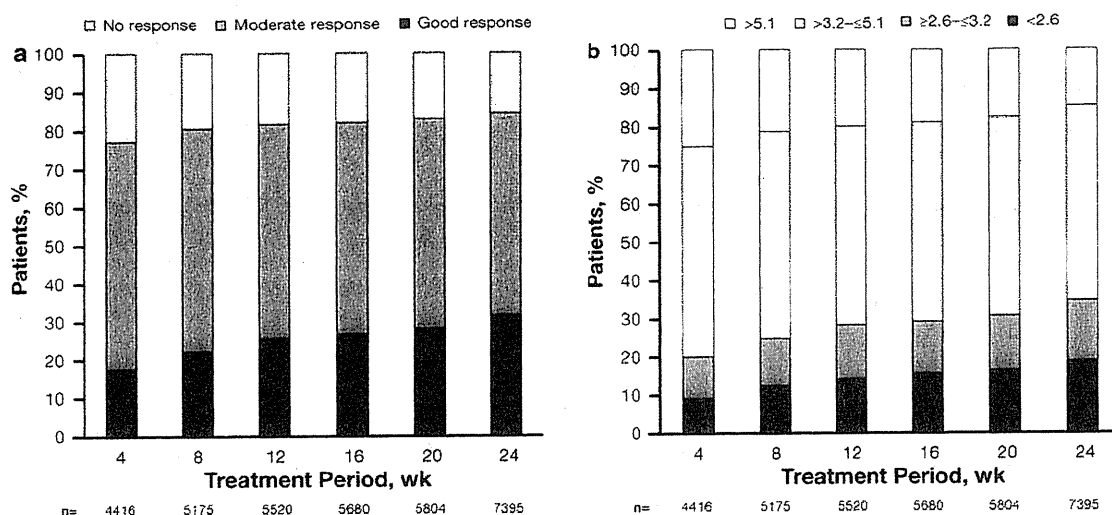 □ No response ▨ Moderate response ■ Good response
a
100
90
80
70
60
50
40
30
20
10
0
Patients, %
4 8 12 16 20 24
Treatment Period, wk
n= 4416 5175 5520 5680 5804 7395
□ >5.1 □ >3.2–≤5.1 ▨ ≥2.6–≤3.2 ■ <2.6
b
100
90
80
70
60
50
40
30
20
10
0
Patients, %
4 8 12 16 20 24
Treatment Period, wk
n= 4416 5175 5520 5680 5804 7395